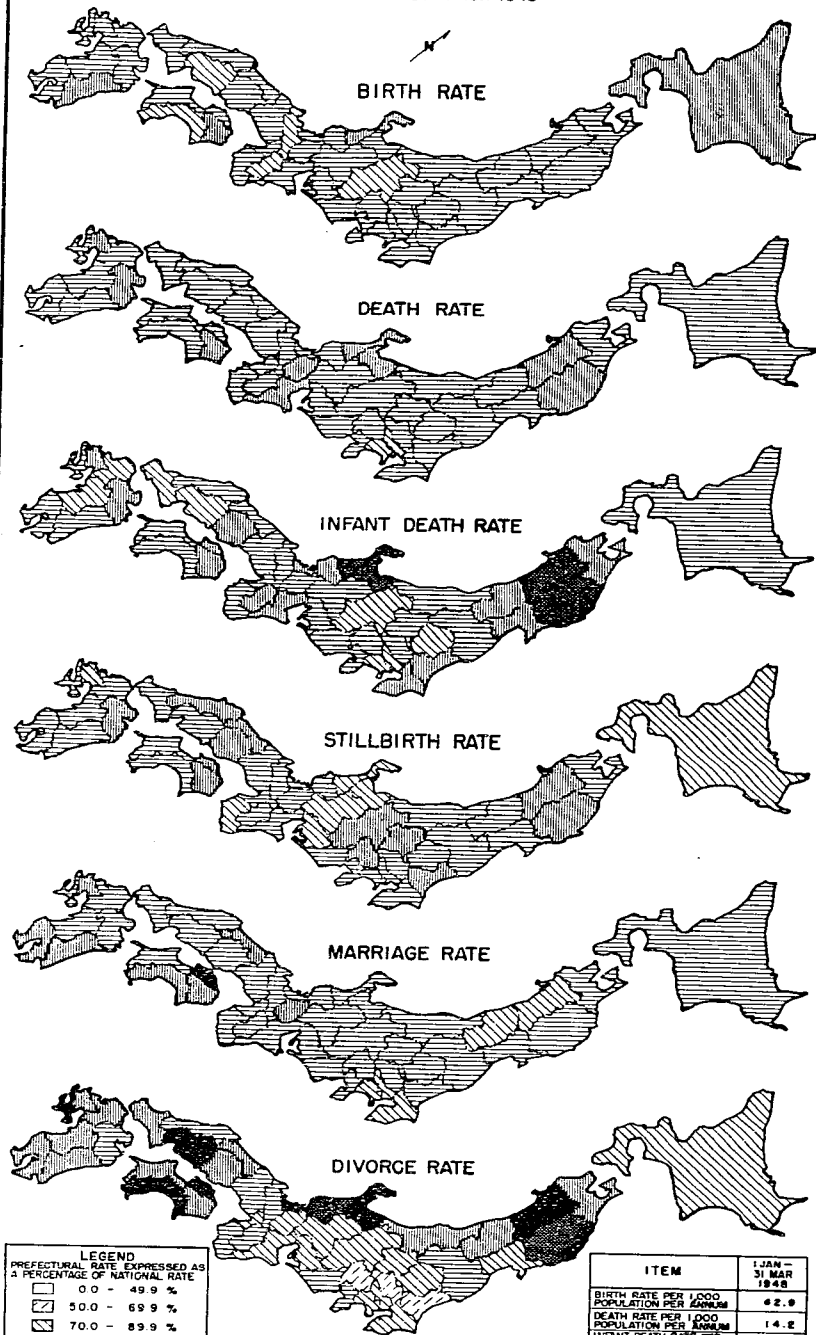 N
BIRTH RATE
DEATH RATE
INFANT DEATH RATE
STILLBIRTH RATE
MARRIAGE RATE
DIVORCE RATE
LEGEND
PREFECTURAL RATE EXPRESSED AS
A PERCENTAGE OF NATIONAL RATE
0.0 - 49.9 %
50.0 - 69.9 %
70.0 - 89.9 %
ITEM
1 JAN -
31 MAR
1948
BIRTH RATE PER 1,000
POPULATION PER ANNUM
42.9
DEATH RATE PER 1,000
POPULATION PER ANNUM
14.2